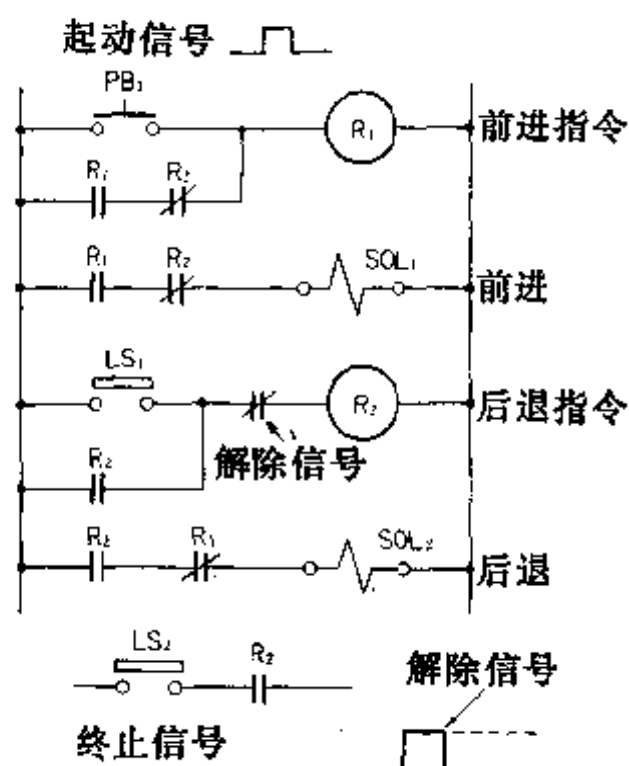 起动信号
PB₁
R₁ 前进指令
R₁ R₂
R₁ R₂ SOL₁ 前进
LS₁
R₂ 后退指令
解除信号
R₂
R₂ R₁ SOL₂ 后退
LS₂ R₂ 解除信号
终止信号